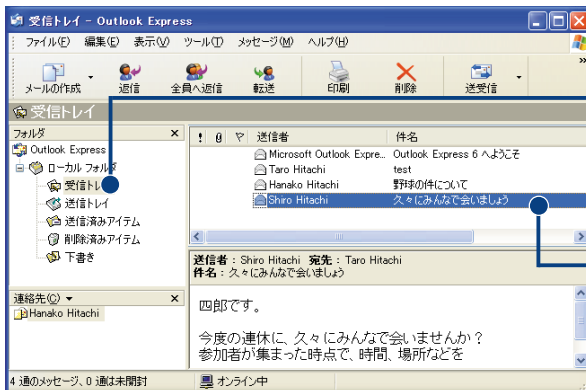 受信トレイ - Outlook Express
ファイル(F) 編集(E) 表示(V) ツール(T) メッセージ(M) ヘルプ(H)
メールの作成 返信 全員へ返信 転送 印刷 削除 送受信
受信トレイ
フォルダ
Outlook Express
ローカル フォルダ
受信トレイ
送信トレイ
送信済みアイテム
削除済みアイテム
下書き
連絡先(C)
Hanako Hitachi
! 送信者 件名
Microsoft Outlook Expre... Outlook Express 6 へようこそ
Taro Hitachi test
Hanako Hitachi 野球の件について
Shiro Hitachi 久々にみんなで会いましょう
送信者 : Shiro Hitachi 宛先 : Taro Hitachi
件名 : 久々にみんなで会いましょう
四郎です。
今度の連休に、久々にみんなで会いませんか？
参加者が集まった時点で、時間、場所などを
4 通のメッセージ、0 通は未開封 オンライン中